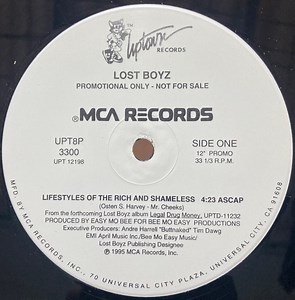 Uptown
RECORDS
LOST BOYZ
PROMOTIONAL ONLY - NOT FOR SALE
MCA RECORDS
UPT8P
3300
UPT 12198
SIDE ONE
12" PROMO
33 1/3 R.P.M.
LIFESTYLES OF THE RICH AND SHAMELESS 4:23 ASCAP
(Osten S. Harvey - Mr. Cheeks)
From the forthcoming Lost Boyz album Legal Drug Money, UPTD-11232
PRODUCED BY EASY MO BEE FOR BEE MO EASY PRODUCTIONS
Executive Producers: Andre Harrell "Buttnaked" Tim Dawg
EMI April Music Inc./Bee Mo Easy Music/
Lost Boyz Publishing Designee
℗ 1995 MCA Records, Inc.
MFD. BY MCA RECORDS, INC., 70 UNIVERSAL CITY PLAZA, UNIVERSAL CITY, CA 91608